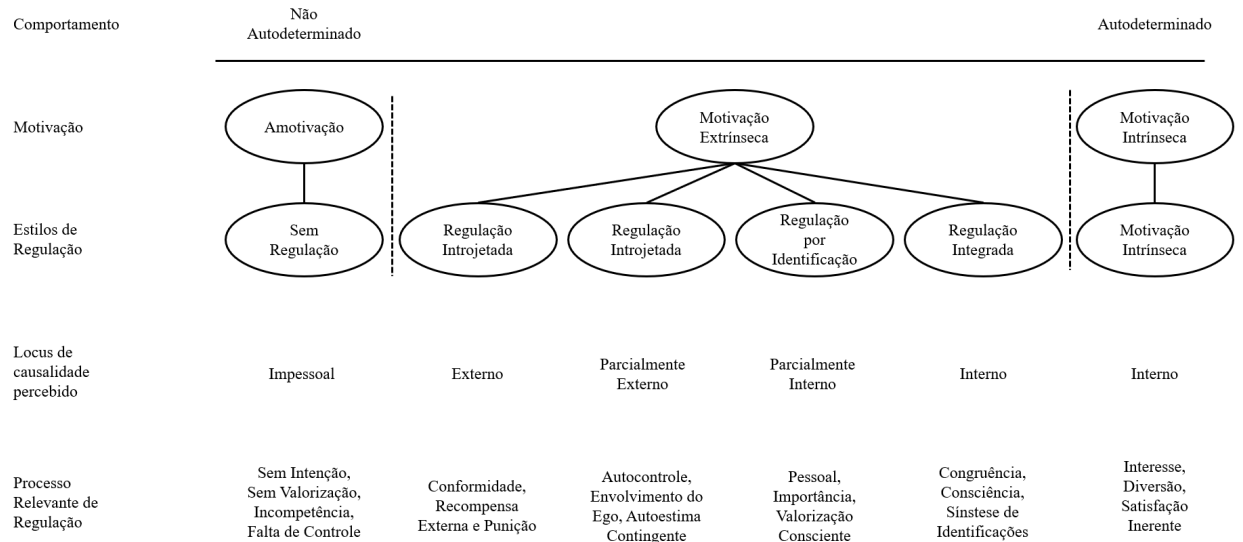 Comportamento
Não
Autodeterminado
Autodeterminado
Motivação
Amotivação
Motivação
Extrínseca
Motivação
Intrínseca
Estilos de
Regulação
Sem
Regulação
Regulação
Introjetada
Regulação
Introjetada
Regulação
por
Identificação
Regulação
Integrada
Motivação
Intrínseca
Locus de
causalidade
percebido
Impessoal
Externo
Parcialmente
Externo
Parcialmente
Interno
Interno
Interno
Processo
Relevante de
Regulação
Sem Intenção,
Sem Valorização,
Incompetência,
Falta de Controle
Conformidade,
Recompensa
Externa e Punição
Autocontrole,
Envolvimento do
Ego, Autoestima
Contingente
Pessoal,
Importância,
Valorização
Consciente
Congruência,
Consciência,
Sínstese de
Identificações
Interesse,
Diversão,
Satisfação
Inerente